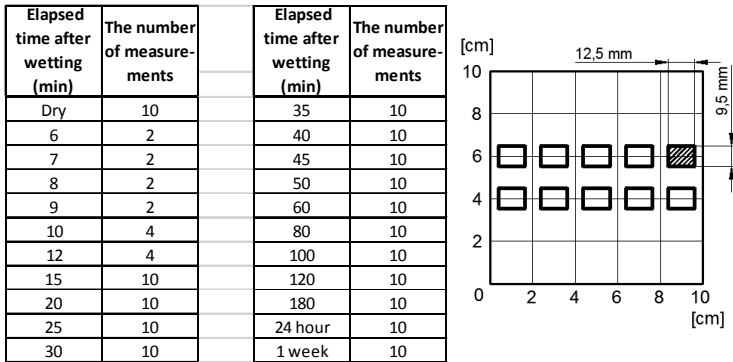 Elapsed
time after
wetting
(min)
The number
of measure-
ments
Dry 10
6 2
7 2
8 2
9 2
10 4
12 4
15 10
20 10
25 10
30 10
Elapsed
time after
wetting
(min)
The number
of measure-
ments
35 10
40 10
45 10
50 10
60 10
80 10
100 10
120 10
180 10
24 hour 10
1 week 10
[cm]
12,5 mm
9,5 mm
10
8
6
4
2
0 2 4 6 8 10
[cm]